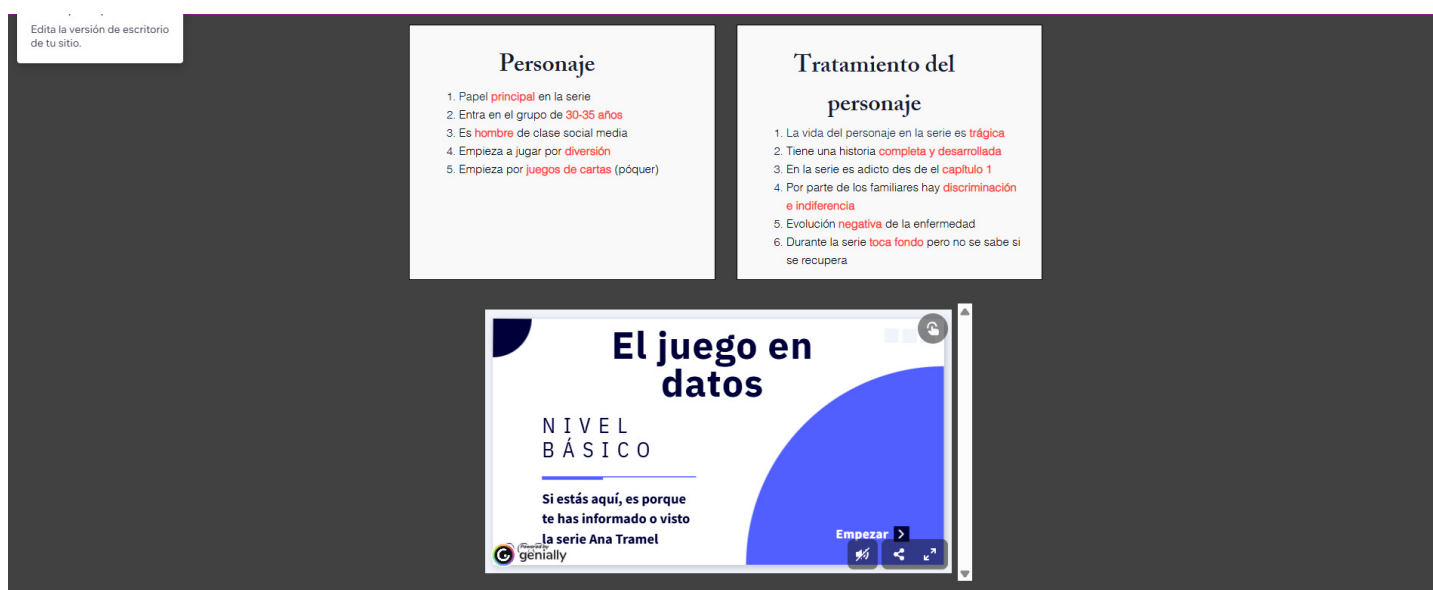 Edita la versión de escritorio
de tu sitio.
Personaje
1. Papel principal en la serie
2. Entra en el grupo de 30-35 años
3. Es hombre de clase social media
4. Empieza a jugar por diversión
5. Empieza por juegos de cartas (póquer)
Tratamiento del
personaje
1. La vida del personaje en la serie es trágica
2. Tiene una historia completa y desarrollada
3. En la serie es adicto des de el capítulo 1
4. Por parte de los familiares hay discriminación
e indiferencia
5. Evolución negativa de la enfermedad
6. Durante la serie toca fondo pero no se sabe si
se recupera
El juego en
datos
NIVEL
BÁSICO
Si estás aquí, es porque
te has informado o visto
la serie Ana Tramel
Empezar
Powered by
genially